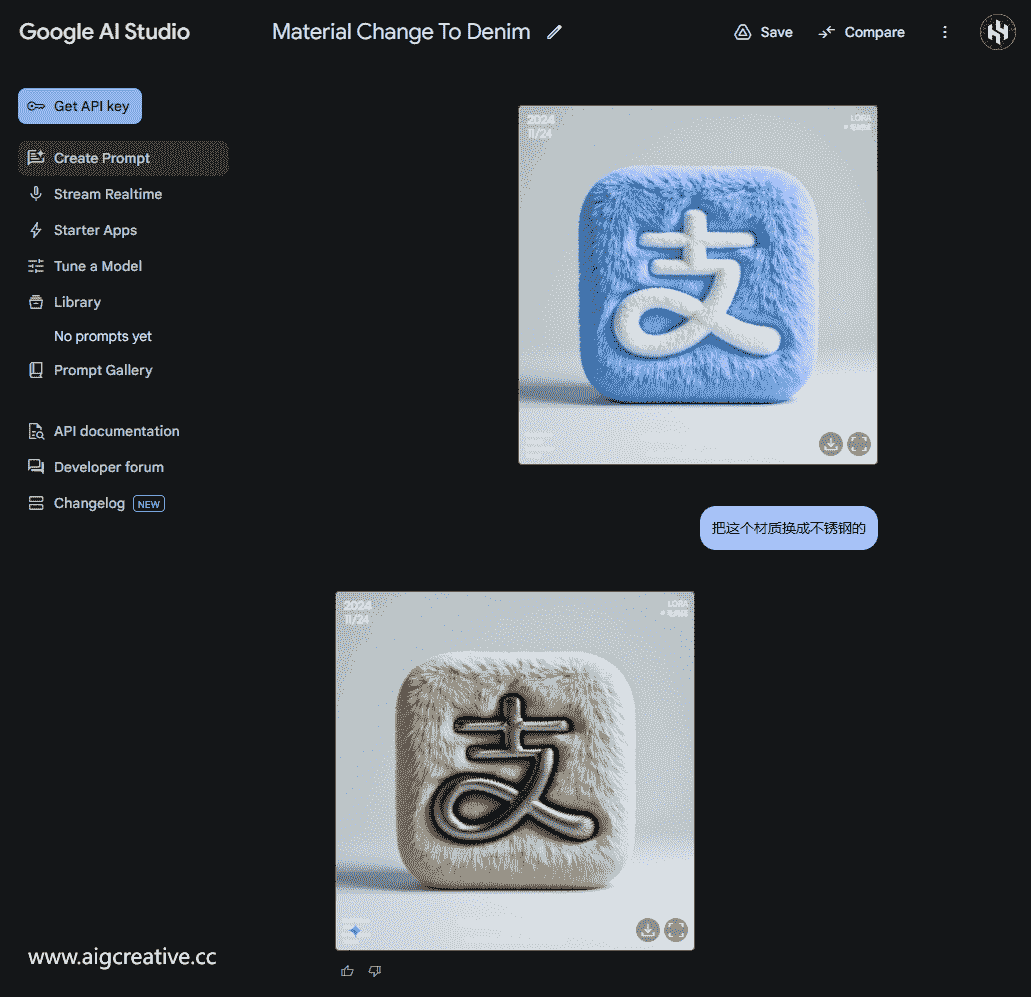 Google AI Studio
Material Change To Denim
Save
Compare
Get API key
Create Prompt
Stream Realtime
Starter Apps
Tune a Model
Library
No prompts yet
Prompt Gallery
API documentation
Developer forum
Changelog NEW
2024
11/24
LORA
支
把这个材质换成不锈钢的
2024
11/24
LORA
支
www.aigcreative.cc